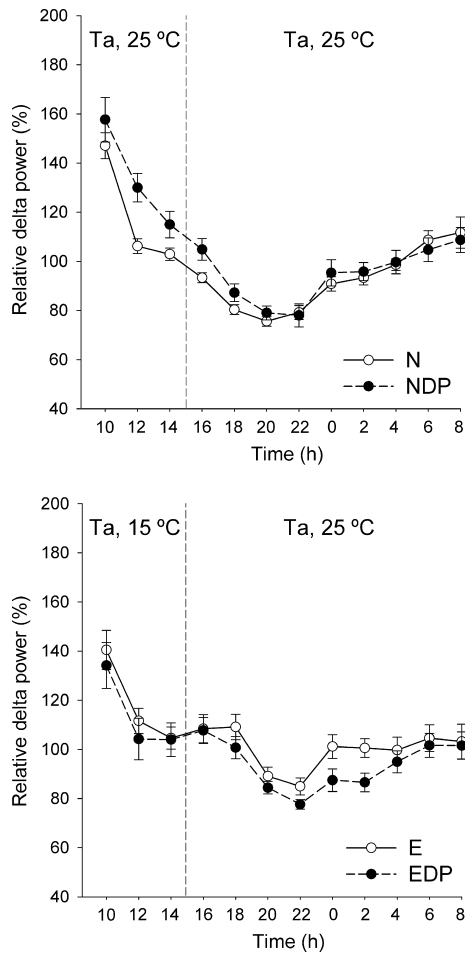 200
Ta, 25 ºC
Ta, 25 ºC
180
160
140
120
100
80
60
40
Relative delta power (%)
N
NDP
10 12 14 16 18 20 22 0 2 4 6 8
Time (h)
200
Ta, 15 ºC
Ta, 25 ºC
180
160
140
120
100
80
60
40
Relative delta power (%)
E
EDP
10 12 14 16 18 20 22 0 2 4 6 8
Time (h)